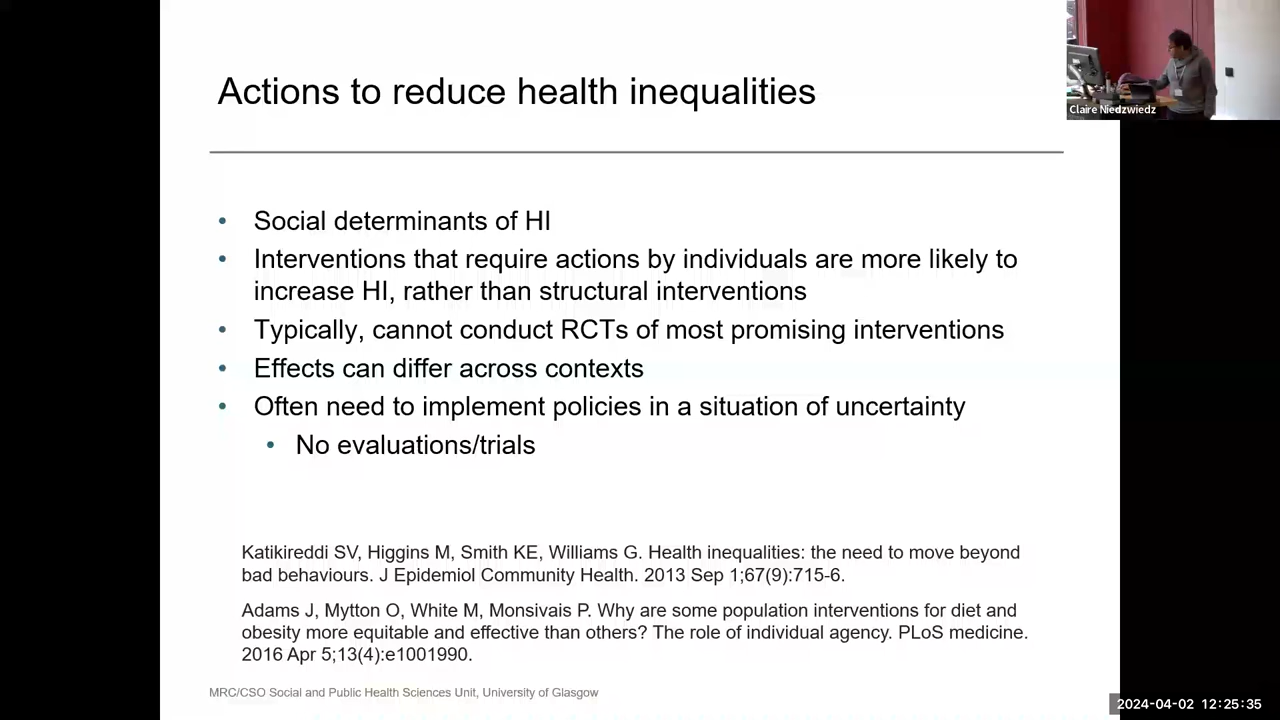 Actions to reduce health inequalities
Claire Niedzwiedz
• Social determinants of HI
• Interventions that require actions by individuals are more likely to
increase HI, rather than structural interventions
• Typically, cannot conduct RCTs of most promising interventions
• Effects can differ across contexts
• Often need to implement policies in a situation of uncertainty
• No evaluations/trials
Katikireddi SV, Higgins M, Smith KE, Williams G. Health inequalities: the need to move beyond
bad behaviours. J Epidemiol Community Health. 2013 Sep 1;67(9):715-6.
Adams J, Mytton O, White M, Monsivais P. Why are some population interventions for diet and
obesity more equitable and effective than others? The role of individual agency. PLoS medicine.
2016 Apr 5;13(4):e1001990.
MRC/CSO Social and Public Health Sciences Unit, University of Glasgow
2024-04-02 12:25:35